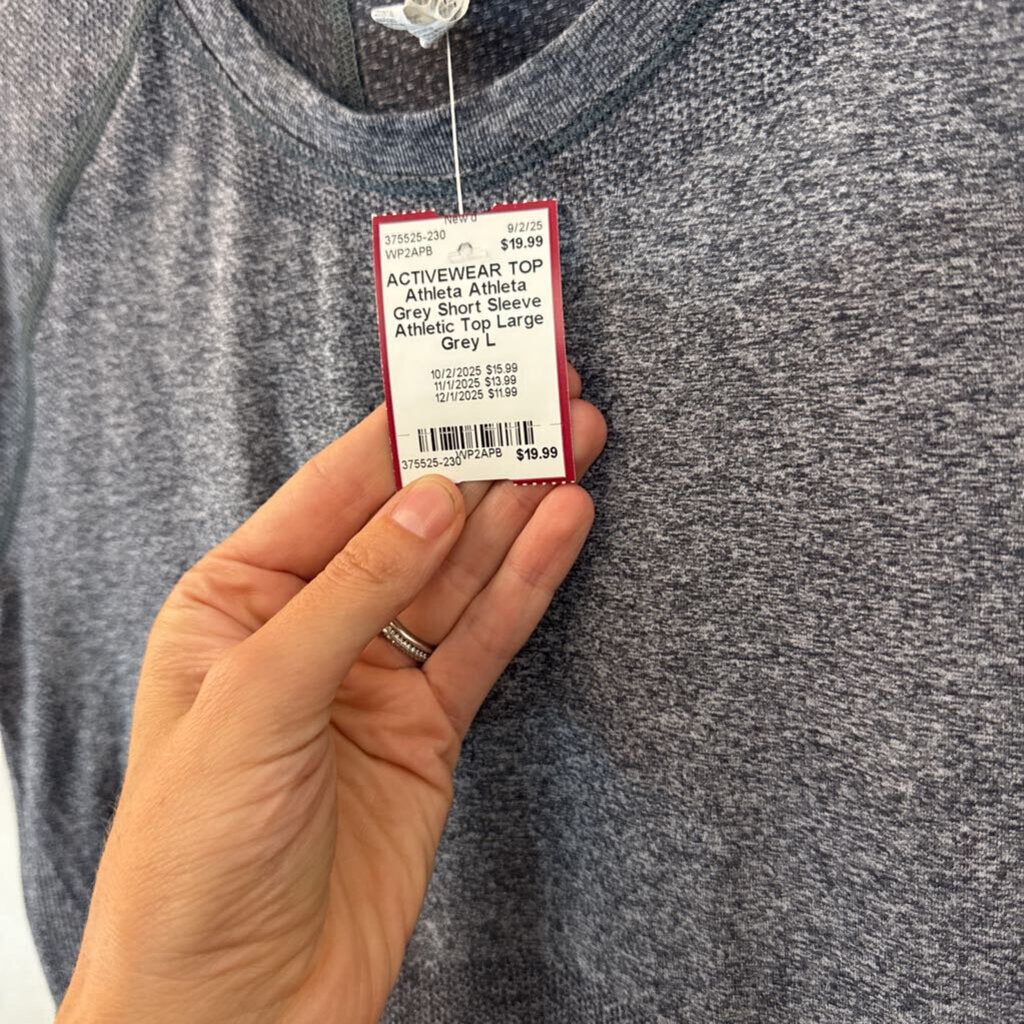 New d
375525-230
9/2/25
WP2APB
$19.99
ACTIVEWEAR TOP
Athleta Athleta
Grey Short Sleeve
Athletic Top Large
Grey L
10/2/2025 $15.99
11/1/2025 $13.99
12/1/2025 $11.99
WP2APB
375525-230
$19.99